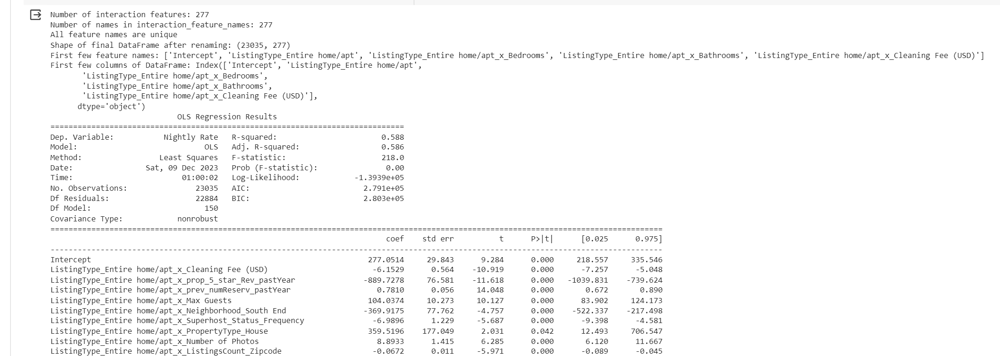 Number of interaction features: 277
Number of names in interaction_feature_names: 277
All feature names are unique
Shape of final DataFrame after renaming: (23035, 277)
First few feature names: ['Intercept', 'ListingType_Entire home/apt', 'ListingType_Entire home/apt_x_Bedrooms', 'ListingType_Entire home/apt_x_Bathrooms', 'ListingType_Entire home/apt_x_Cleaning Fee (USD)']
First few columns of DataFrame: Index(['Intercept', 'ListingType_Entire home/apt',
       'ListingType_Entire home/apt_x_Bedrooms',
       'ListingType_Entire home/apt_x_Bathrooms',
       'ListingType_Entire home/apt_x_Cleaning Fee (USD)'],
      dtype='object')
                            OLS Regression Results
==============================================================================
Dep. Variable:           Nightly Rate   R-squared:                       0.588
Model:                            OLS   Adj. R-squared:                  0.586
Method:                 Least Squares   F-statistic:                     218.0
Date:                Sat, 09 Dec 2023   Prob (F-statistic):               0.00
Time:                        01:00:02   Log-Likelihood:            -1.3939e+05
No. Observations:               23035   AIC:                         2.791e+05
Df Residuals:                   22884   BIC:                         2.803e+05
Df Model:                         150
Covariance Type:            nonrobust
=======================================================================================================================================
                                                                          coef    std err          t      P>|t|      [0.025      0.975]
---------------------------------------------------------------------------------------------------------------------------------------
Intercept                                                             277.0514     29.843      9.284      0.000     218.557     335.546
ListingType_Entire home/apt_x_Cleaning Fee (USD)                       -6.1529      0.564    -10.919      0.000      -7.257      -5.048
ListingType_Entire home/apt_x_prop_5_star_Rev_pastYear               -889.7278     76.581    -11.618      0.000   -1039.831    -739.624
ListingType_Entire home/apt_x_prev_numReserv_pastYear                   0.7810      0.056     14.048      0.000       0.672       0.890
ListingType_Entire home/apt_x_Max Guests                              104.0374     10.273     10.127      0.000      83.902     124.173
ListingType_Entire home/apt_x_Neighborhood_South End                 -369.9175     77.762     -4.757      0.000    -522.337    -217.498
ListingType_Entire home/apt_x_Superhost_Status_Frequency               -6.9896      1.229     -5.687      0.000      -9.398      -4.581
ListingType_Entire home/apt_x_PropertyType_House                      359.5196    177.049      2.031      0.042      12.493     706.547
ListingType_Entire home/apt_x_Number of Photos                          8.8933      1.415      6.285      0.000       6.120      11.667
ListingType_Entire home/apt_x_ListingsCount_Zipcode                    -0.0672      0.011     -5.971      0.000      -0.089      -0.045